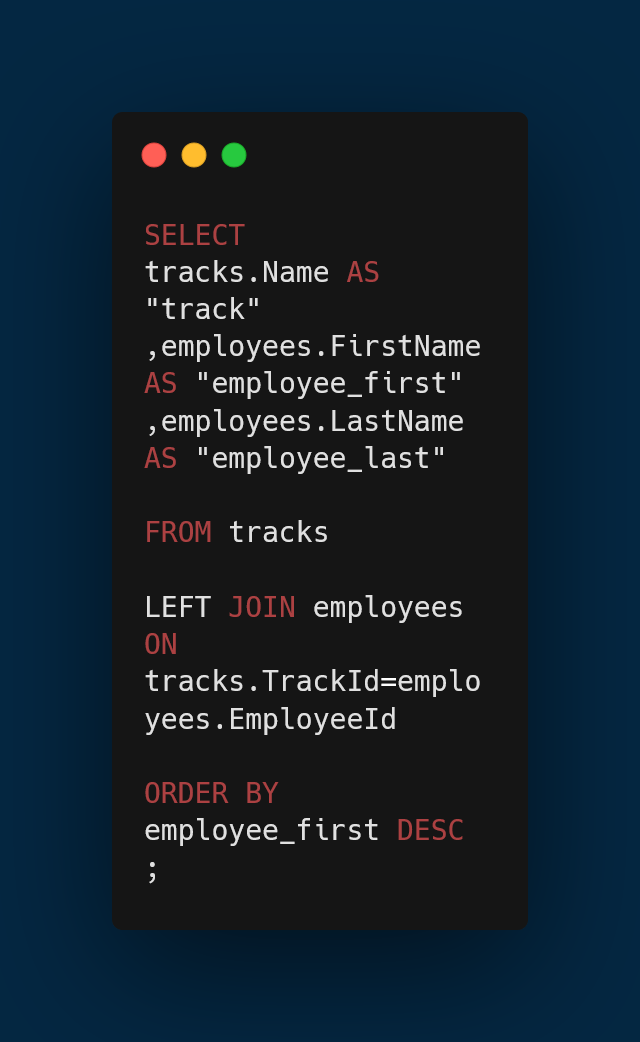 SELECT
tracks.Name AS
"track"
,employees.FirstName
AS "employee_first"
,employees.LastName
AS "employee_last"
FROM tracks
LEFT JOIN employees
ON
tracks.TrackId=emplo
yees.EmployeeId
ORDER BY
employee_first DESC
;